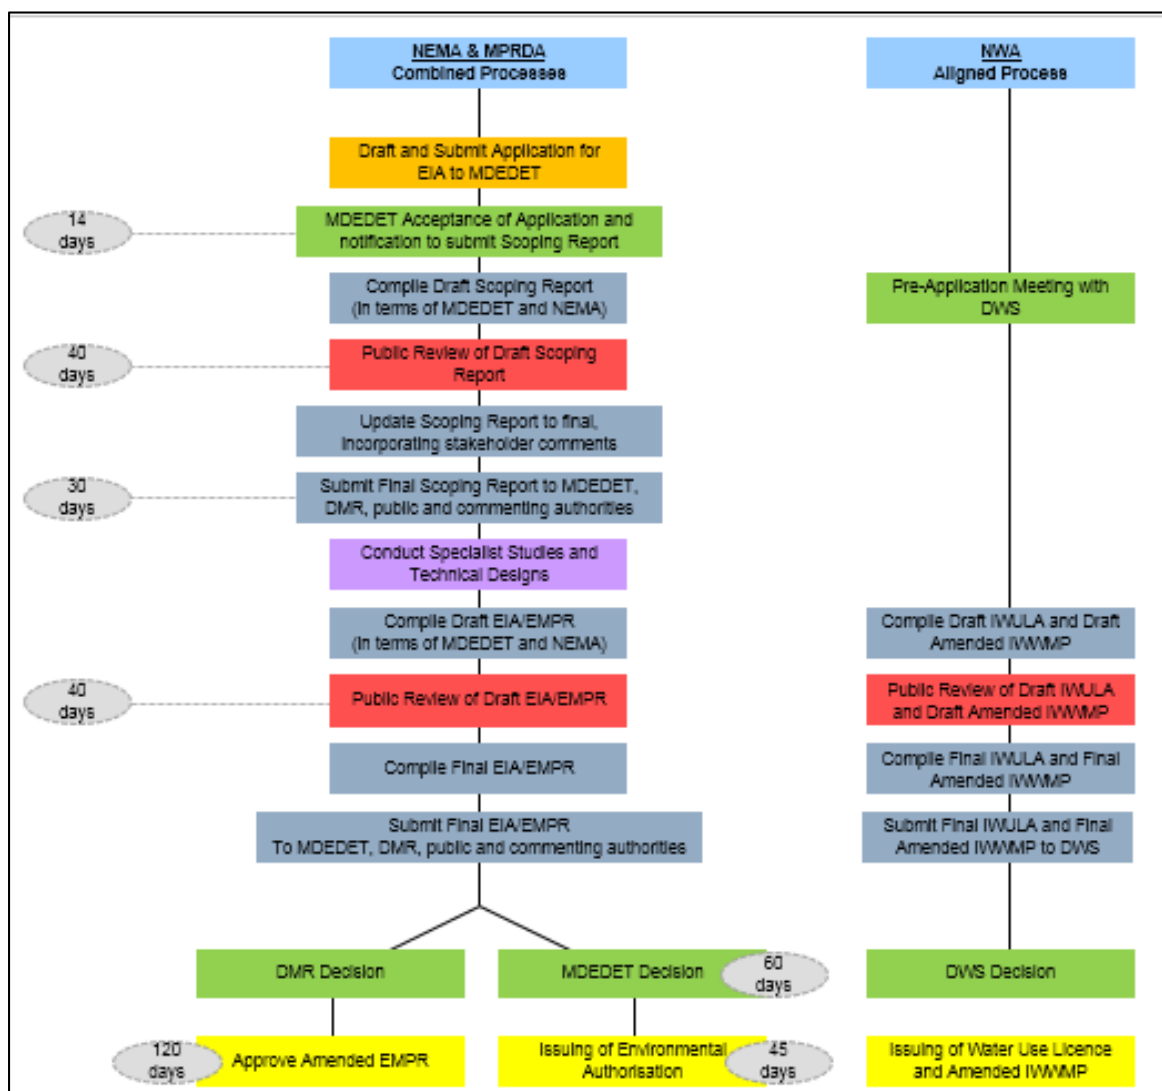 NEMA & MPRDA
Combined Processes
NWA
Aligned Process
Draft and Submit Application for
EIA to MDEDET
14
days
MDEDET Acceptance of Application and
notification to submit Scoping Report
Compile Draft Scoping Report
(In terms of MDEDET and NEMA)
Pre-Application Meeting with
DWS
40
days
Public Review of Draft Scoping
Report
Update Scoping Report to final,
Incorporating stakeholder comments
30
days
Submit Final Scoping Report to MDEDET,
DMR, public and commenting authorities
Conduct Specialist Studies and
Technical Designs
Compile Draft EIA/EMPR
(In terms of MDEDET and NEMA)
Compile Draft IWULA and Draft
Amended IWWMP
40
days
Public Review of Draft EIA/EMPR
Public Review of Draft IWULA
and Draft Amended IWWMP
Compile Final EIA/EMPR
Compile Final IWULA and Final
Amended IWWMP
Submit Final EIA/EMPR
To MDEDET, DMR, public and commenting authorities
Submit Final IWULA and Final
Amended IWWMP to DWS
DMR Decision
MDEDET Decision
60
days
DWS Decision
120
days
Approve Amended EMPR
Issuing of Environmental
Authorisation
45
days
Issuing of Water Use Licence
and Amended IWWMP